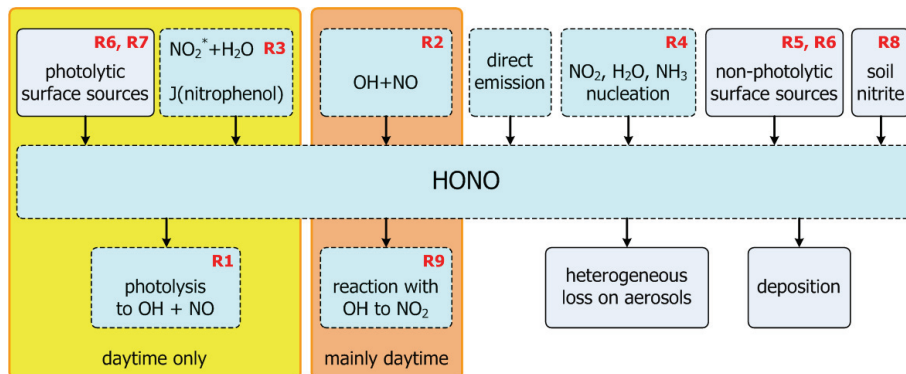 R6, R7
photolytic
surface sources
NO₂*+H₂O R3
J(nitrophenol)
R2
OH+NO
direct
emission
R4
NO₂, H₂O, NH₃
nucleation
R5, R6
non-photolytic
surface sources
R8
soil
nitrite
HONO
R1
photolysis
to OH + NO
R9
reaction with
OH to NO₂
heterogeneous
loss on aerosols
deposition
daytime only
mainly daytime